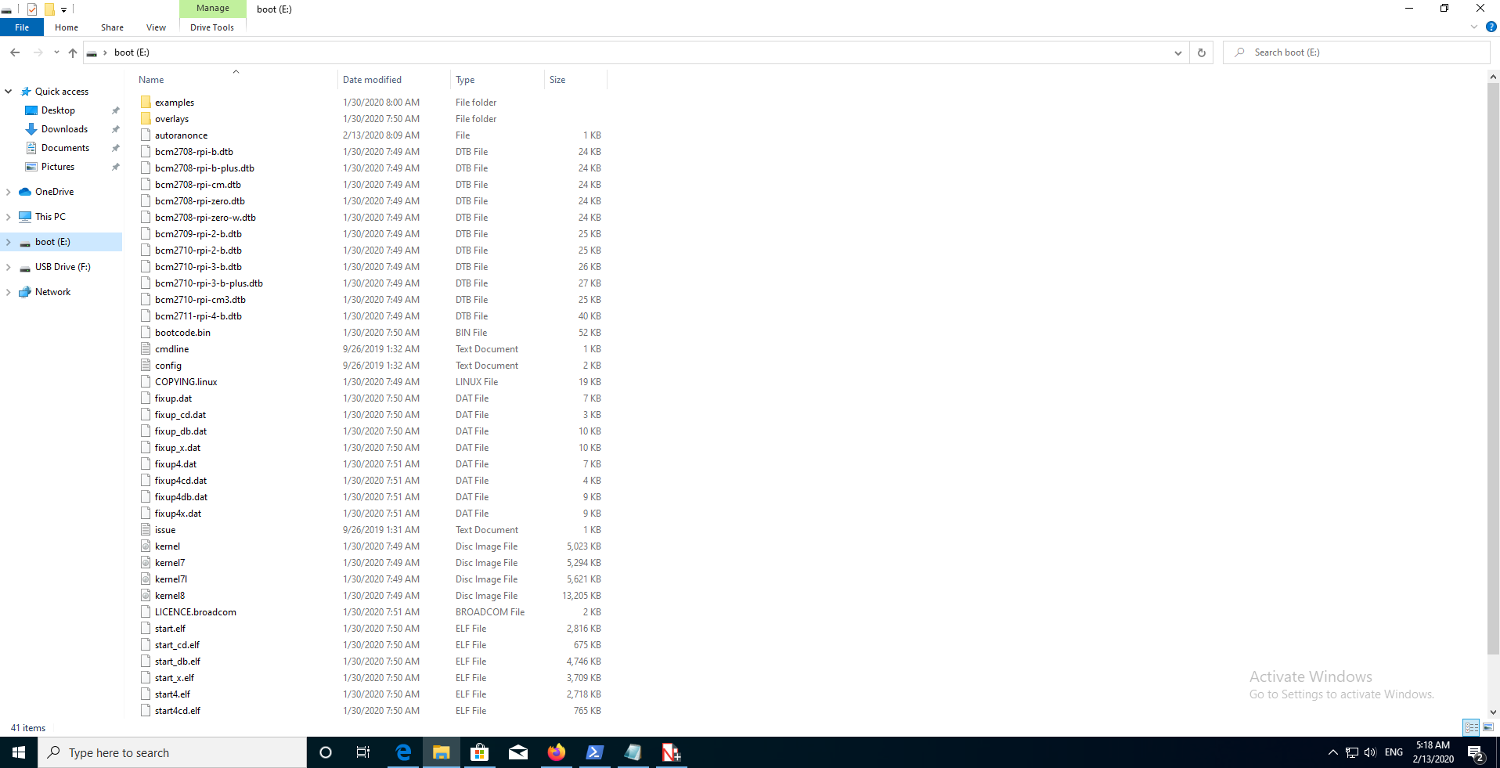 Manage
boot (E:)
File
Home
Share
View
Drive Tools
boot (E:)
Search boot (E:)
Quick access
Desktop
Downloads
Documents
Pictures
OneDrive
This PC
boot (E:)
USB Drive (F:)
Network
Name Date modified Type Size
examples 1/30/2020 8:00 AM File folder
overlays 1/30/2020 7:50 AM File folder
autoranonce 2/13/2020 8:09 AM File 1 KB
bcm2708-rpi-b.dtb 1/30/2020 7:49 AM DTB File 24 KB
bcm2708-rpi-b-plus.dtb 1/30/2020 7:49 AM DTB File 24 KB
bcm2708-rpi-cm.dtb 1/30/2020 7:49 AM DTB File 24 KB
bcm2708-rpi-zero.dtb 1/30/2020 7:49 AM DTB File 24 KB
bcm2708-rpi-zero-w.dtb 1/30/2020 7:49 AM DTB File 24 KB
bcm2709-rpi-2-b.dtb 1/30/2020 7:49 AM DTB File 25 KB
bcm2710-rpi-2-b.dtb 1/30/2020 7:49 AM DTB File 25 KB
bcm2710-rpi-3-b.dtb 1/30/2020 7:49 AM DTB File 26 KB
bcm2710-rpi-3-b-plus.dtb 1/30/2020 7:49 AM DTB File 27 KB
bcm2710-rpi-cm3.dtb 1/30/2020 7:49 AM DTB File 25 KB
bcm2711-rpi-4-b.dtb 1/30/2020 7:49 AM DTB File 40 KB
bootcode.bin 1/30/2020 7:50 AM BIN File 52 KB
cmdline 9/26/2019 1:32 AM Text Document 1 KB
config 9/26/2019 1:32 AM Text Document 2 KB
COPYING.linux 1/30/2020 7:49 AM LINUX File 19 KB
fixup.dat 1/30/2020 7:50 AM DAT File 7 KB
fixup_cd.dat 1/30/2020 7:50 AM DAT File 3 KB
fixup_db.dat 1/30/2020 7:50 AM DAT File 10 KB
fixup_x.dat 1/30/2020 7:50 AM DAT File 10 KB
fixup4.dat 1/30/2020 7:51 AM DAT File 7 KB
fixup4cd.dat 1/30/2020 7:51 AM DAT File 4 KB
fixup4db.dat 1/30/2020 7:51 AM DAT File 9 KB
fixup4x.dat 1/30/2020 7:51 AM DAT File 9 KB
issue 9/26/2019 1:31 AM Text Document 1 KB
kernel 1/30/2020 7:49 AM Disc Image File 5,023 KB
kernel7 1/30/2020 7:49 AM Disc Image File 5,294 KB
kernel7l 1/30/2020 7:49 AM Disc Image File 5,621 KB
kernel8 1/30/2020 7:49 AM Disc Image File 13,205 KB
LICENCE.broadcom 1/30/2020 7:51 AM BROADCOM File 2 KB
start.elf 1/30/2020 7:50 AM ELF File 2,816 KB
start_cd.elf 1/30/2020 7:50 AM ELF File 675 KB
start_db.elf 1/30/2020 7:50 AM ELF File 4,746 KB
start_x.elf 1/30/2020 7:50 AM ELF File 3,709 KB
start4.elf 1/30/2020 7:50 AM ELF File 2,718 KB
start4cd.elf 1/30/2020 7:50 AM ELF File 765 KB
Activate Windows
Go to Settings to activate Windows.
41 items
Type here to search
ENG
5:18 AM
2/13/2020
2